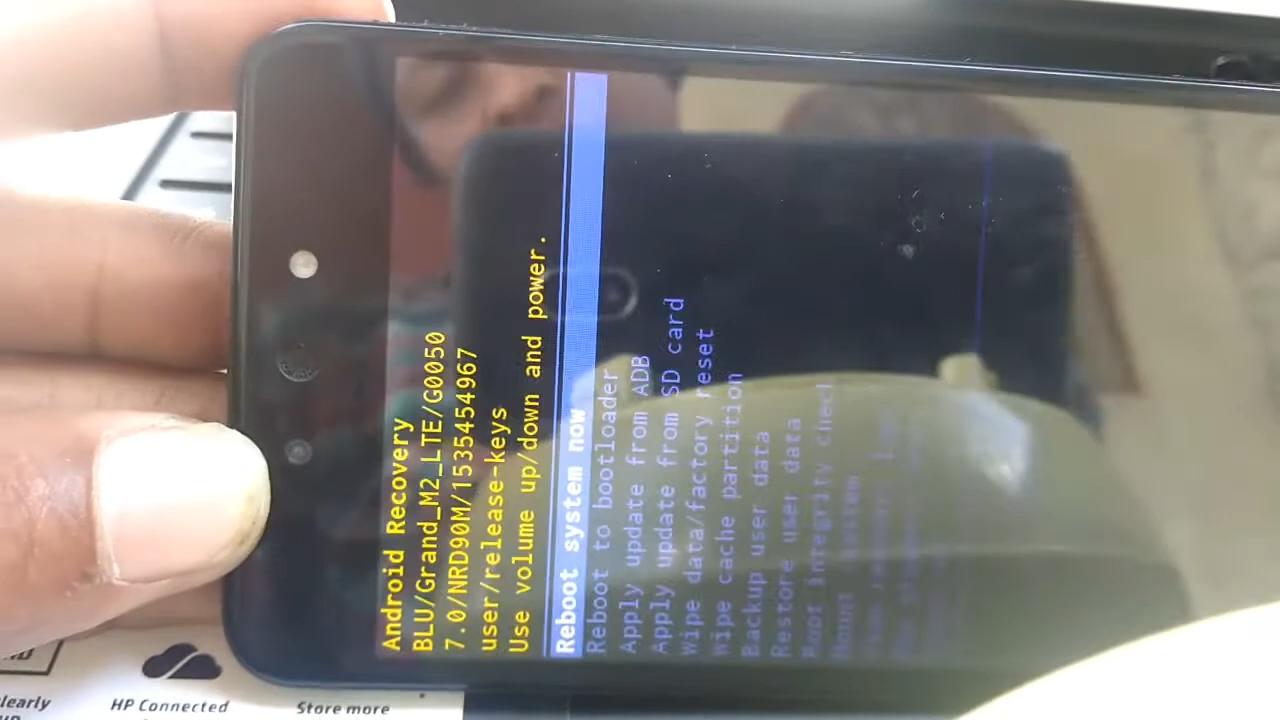 Android Recovery
BLU/Grand_M2_LTE/G0050
7.0/NRD90M/1535454967
user/release-keys
Use volume up/down and power.
Reboot system now
Reboot to bootloader
Apply update from ADB
Apply update from SD card
Wipe data/factory reset
Wipe cache partition
Backup user data
Restore user data
Root integrity check
Mount /system
HP Connected
Store more